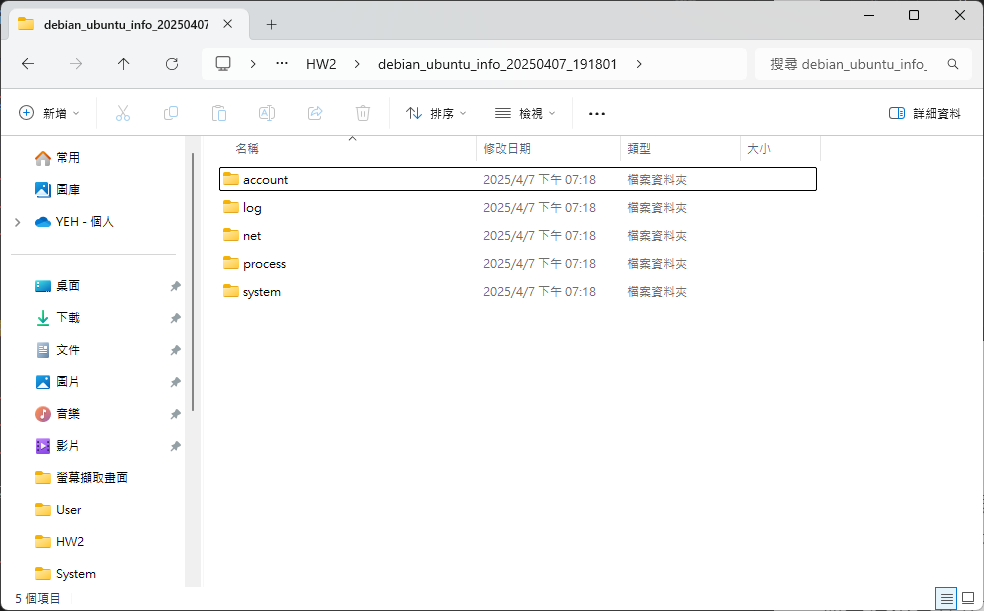 debian_ubuntu_info_20250407
HW2 debian_ubuntu_info_20250407_191801 搜尋 debian_ubuntu_info_
新增 排序 檢視 詳細資料
名稱 修改日期 類型 大小
常用
圖庫
YEH - 個人
桌面
下載
文件
圖片
音樂
影片
螢幕擷取畫面
User
HW2
System
account 2025/4/7 下午 07:18 檔案資料夾
log 2025/4/7 下午 07:18 檔案資料夾
net 2025/4/7 下午 07:18 檔案資料夾
process 2025/4/7 下午 07:18 檔案資料夾
system 2025/4/7 下午 07:18 檔案資料夾
5 個項目